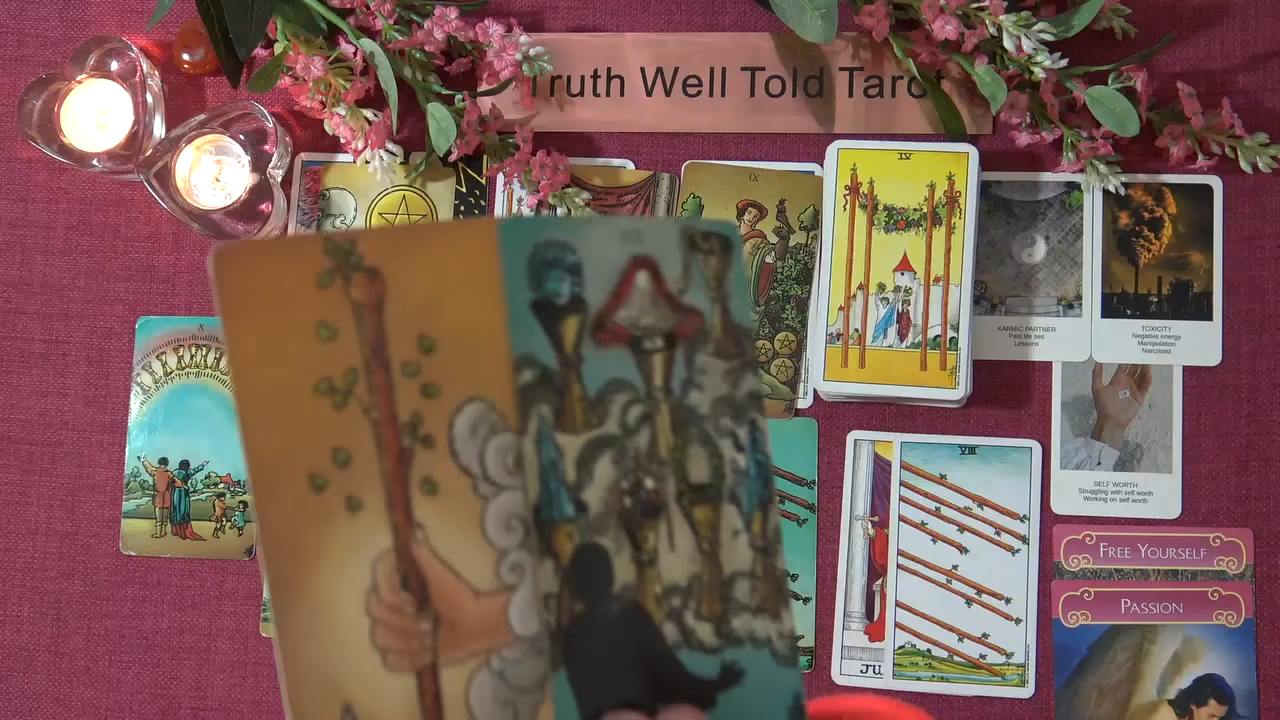 Truth Well Told Tarot
IX
IV
KARMIC PARTNER
Past life ties
Lessons
TOXICITY
Negative energy
Manipulation
Narcissist
X
VIII
SELF WORTH
Struggling with self worth
Working on self worth
JU
FREE YOURSELF
PASSION